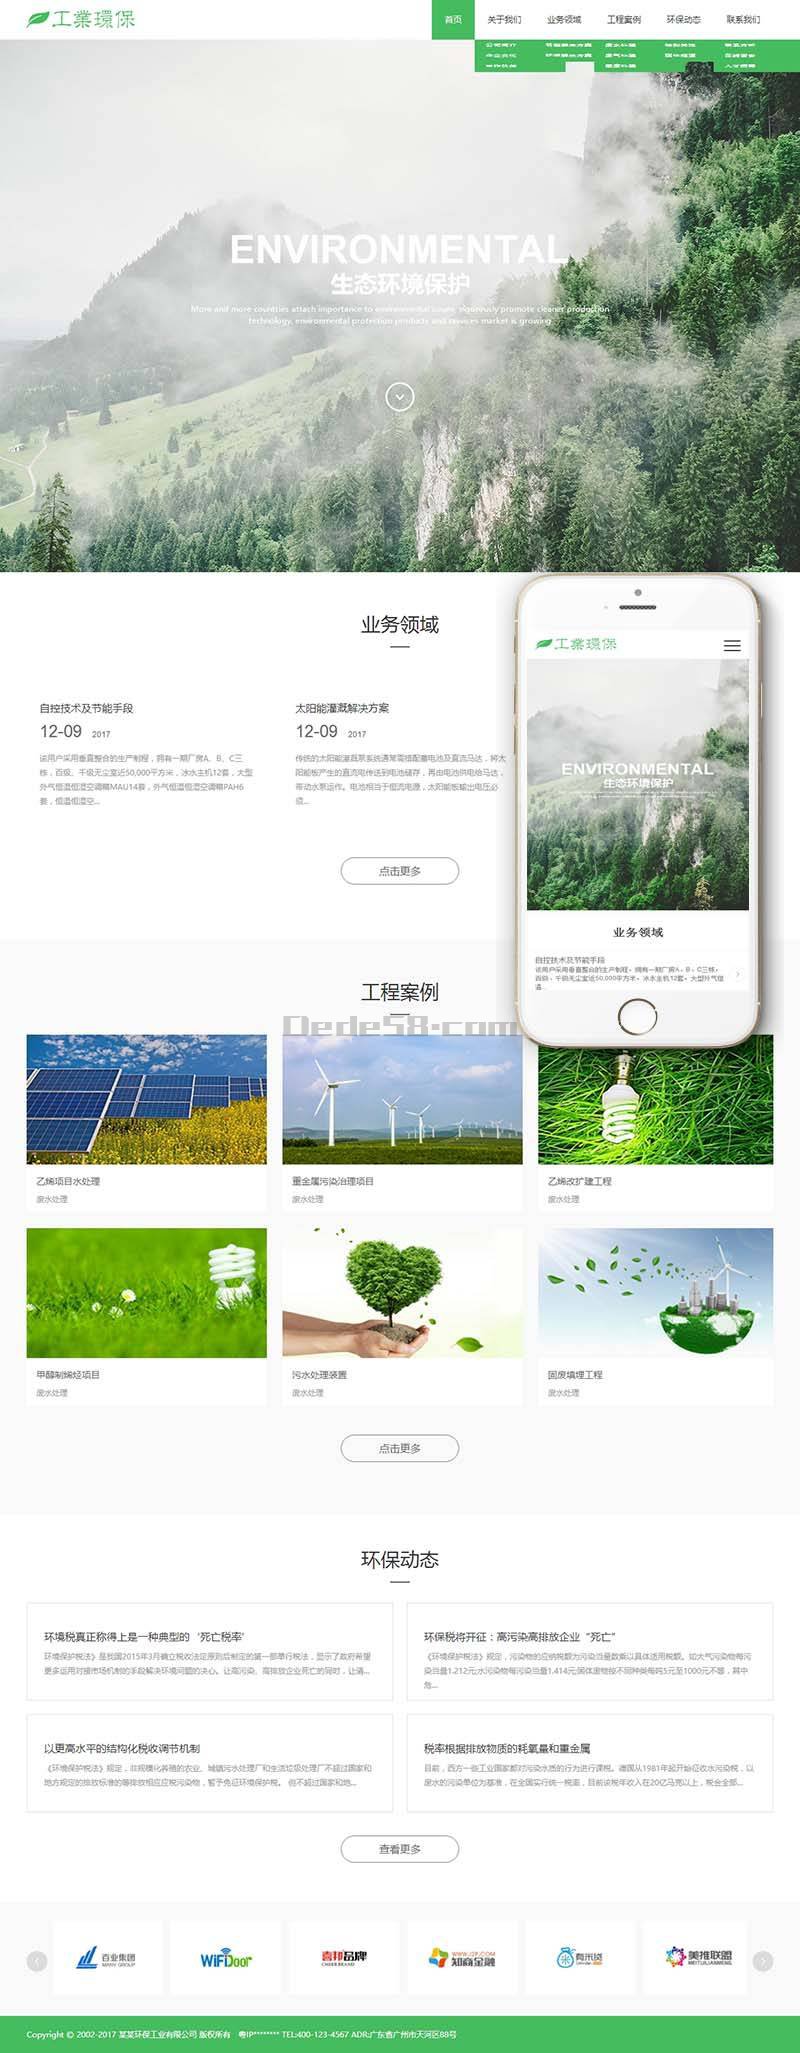 工業環保
首页 关于我们 业务领域 工程案例 环保动态 联系我们
ENVIRONMENTAL
生态环境保护
More and more countries attach importance to environmental issues, vigorously promote cleaner production
technology, environmental protection products and services market is growing
业务领域
自控技术及节能手段
12-09 2017
该用户采用垂直整合的生产制程，拥有一期厂房A、B、C三
栋，百级、千级无尘室近50,000平方米，冰水主机12套，大型
外气恒温恒湿空调箱MAU14套，外气恒温恒湿空调箱PAH6
套，恒温恒湿空...
太阳能灌溉解决方案
12-09 2017
传统的太阳能灌溉泵系统通常需搭配蓄电池及直流马达，將太
阳能板产生的直流电传送到电池储存，再由电池供电给马达，
带动水泵运作。电池相当于恒流电源，太阳能板输出电压必
须...
点击更多
工業環保
ENVIRONMENTAL
生态环境保护
业务领域
自控技术及节能手段
该用户采用垂直整合的生产制程，拥有一期厂房A、B、C三栋，
百级、千级无尘室近50,000平方米，冰水主机12套，大型外气恒
温...
工程案例
Dede58.com
乙烯项目水处理
废水处理
重金属污染治理项目
废水处理
乙烯改扩建工程
废水处理
甲醇制烯烃项目
废水处理
污水处理装置
废水处理
固废填埋工程
废水处理
点击更多
环保动态
环境税真正称得上是一种典型的‘死亡税率’
环境保护税法》是我国2015年3月确立税收法定原则后制定的第一部单行税法，显示了政府希望
更多运用对接市场机制的手段解决环境问题的决心。让高污染、高排放企业死亡的同时，让清...
环保税将开征：高污染高排放企业“死亡”
《环境保护税法》规定，污染物的应纳税额为污染当量数乘以具体适用税额。如大气污染物每污
染当量1.212元;水污染物每污染当量1.414元;固体废物按不同种类每吨5元至1000元不等，其中
危...
以更高水平的结构化税收调节机制
《环境保护税法》规定，非规模化养殖的农业、城镇污水处理厂和生活垃圾处理厂不超过国家和
地方规定的排放标准的等排放相应应税污染物，暂予免征环境保护税。 但不超过国家和地...
税率根据排放物质的耗氧量和重金属
目前，西方一些工业国家都对污染水质的行为进行课税。德国从1981年起开始征收水污染税，以
废水的污染单位为基准，在全国实行统一税率，目前该税年收入在20亿马克以上，税金全部...
查看更多
百业集团
WiFiDoor
喜邦品牌
CHEER BRAND
WWW.JZP.COM
知商金融
有米贷
美推联盟
MEITUILIANMENG
Copyright © 2002-2017 某某环保工业有限公司 版权所有 粤IP******** TEL:400-123-4567 ADR:广东省广州市天河区88号